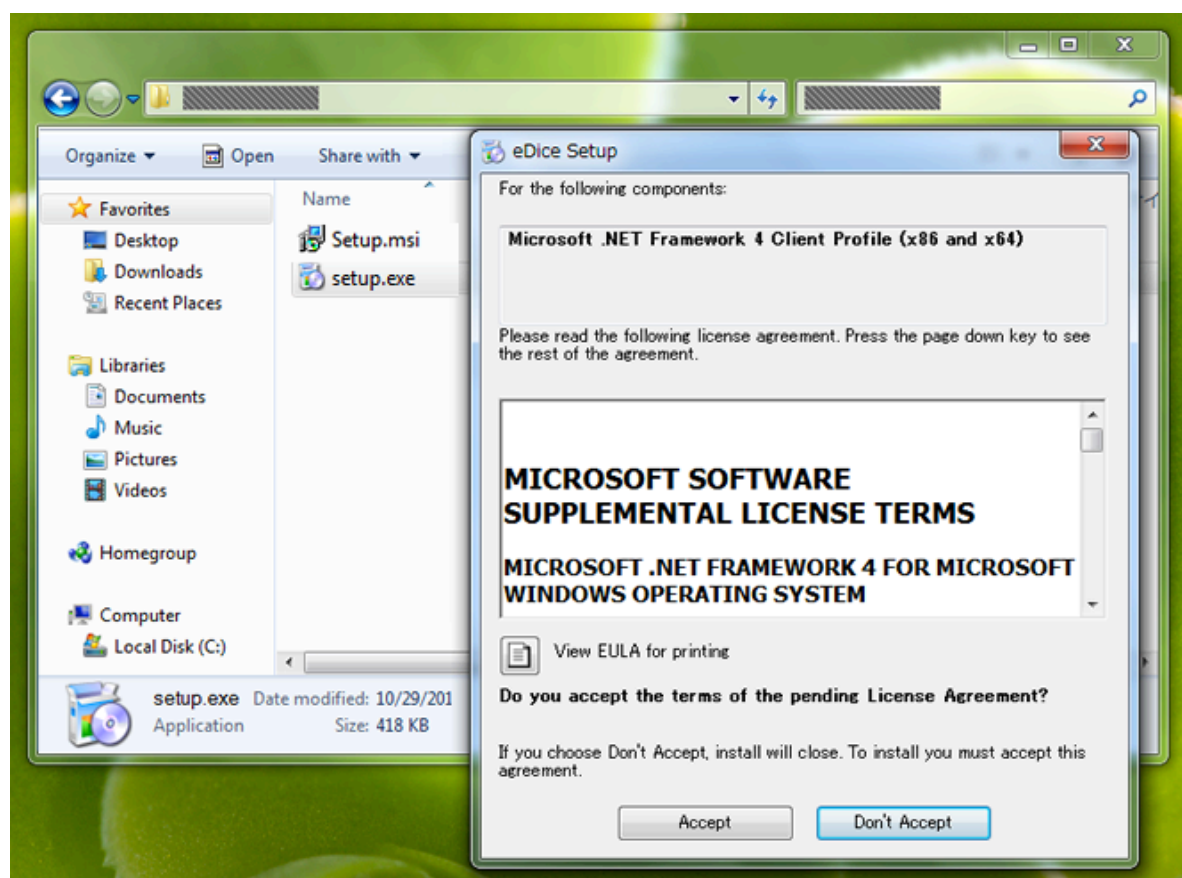 Organize
Open
Share with
Favorites
Desktop
Downloads
Recent Places
Libraries
Documents
Music
Pictures
Videos
Homegroup
Computer
Local Disk (C:)
Name
Setup.msi
setup.exe
setup.exe Date modified: 10/29/201
Application Size: 418 KB
eDice Setup
For the following components:
Microsoft .NET Framework 4 Client Profile (x86 and x64)
Please read the following license agreement. Press the page down key to see
the rest of the agreement.
MICROSOFT SOFTWARE
SUPPLEMENTAL LICENSE TERMS
MICROSOFT .NET FRAMEWORK 4 FOR MICROSOFT
WINDOWS OPERATING SYSTEM
View EULA for printing
Do you accept the terms of the pending License Agreement?
If you choose Don't Accept, install will close. To install you must accept this
agreement.
Accept
Don't Accept